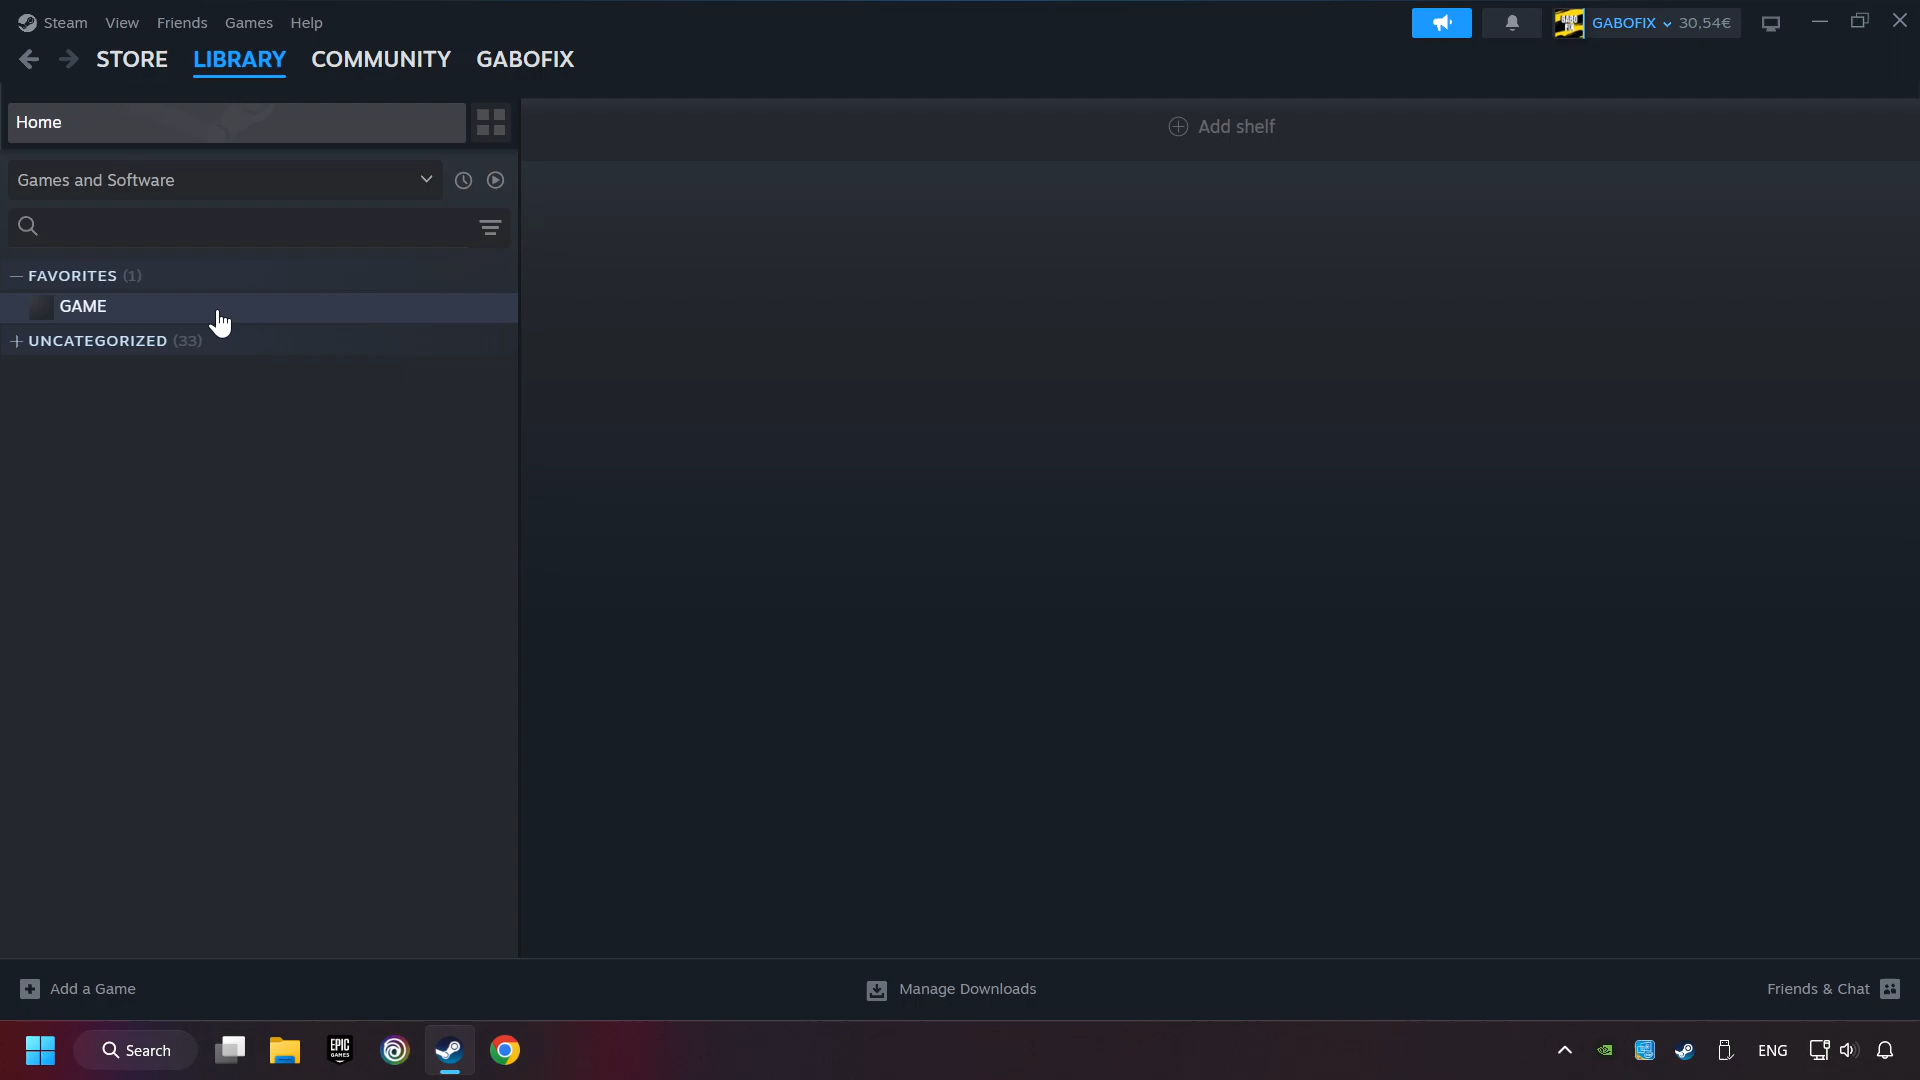 Steam View Friends Games Help
GABOFIX 30,54€
STORE LIBRARY COMMUNITY GABOFIX
Home
Add shelf
Games and Software
— FAVORITES (1)
GAME
+ UNCATEGORIZED (33)
Add a Game
Manage Downloads
Friends & Chat
Search
EPIC GAMES
ENG